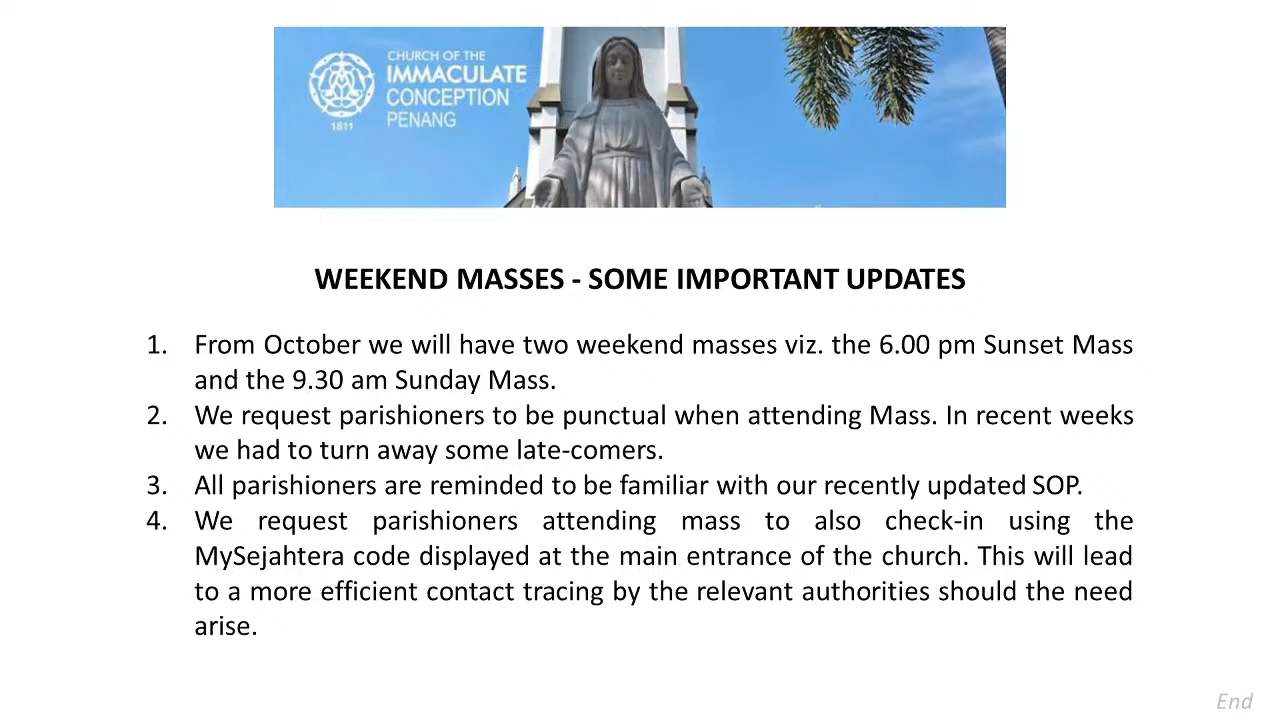 CHURCH OF THE
IMMACULATE
CONCEPTION
PENANG
1811
WEEKEND MASSES - SOME IMPORTANT UPDATES
1. From October we will have two weekend masses viz. the 6.00 pm Sunset Mass
and the 9.30 am Sunday Mass.
2. We request parishioners to be punctual when attending Mass. In recent weeks
we had to turn away some late-comers.
3. All parishioners are reminded to be familiar with our recently updated SOP.
4. We request parishioners attending mass to also check-in using the
MySejahtera code displayed at the main entrance of the church. This will lead
to a more efficient contact tracing by the relevant authorities should the need
arise.
End